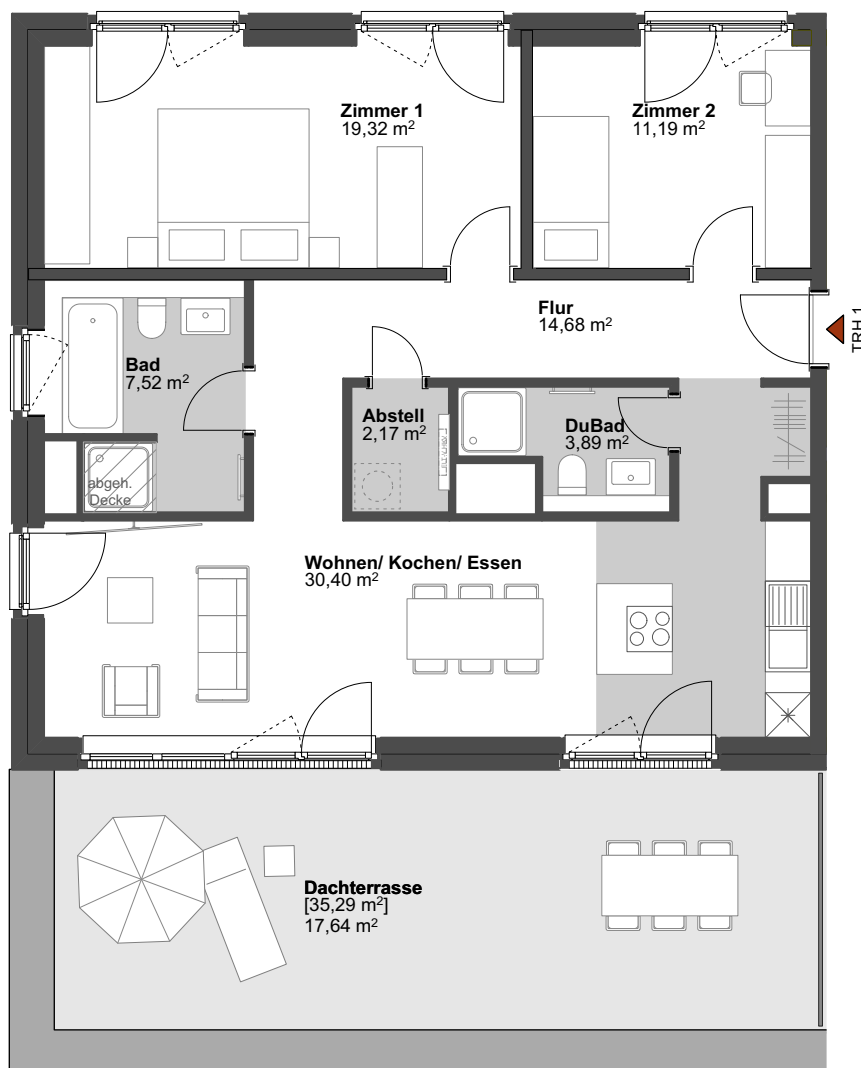 Zimmer 1
19,32 m²
Zimmer 2
11,19 m²
Flur
14,68 m²
TRH 1
Bad
7,52 m²
Abstell
2,17 m²
DuBad
3,89 m²
abgeh.
Decke
Wohnen/ Kochen/ Essen
30,40 m²
Dachterrasse
[35,29 m²]
17,64 m²